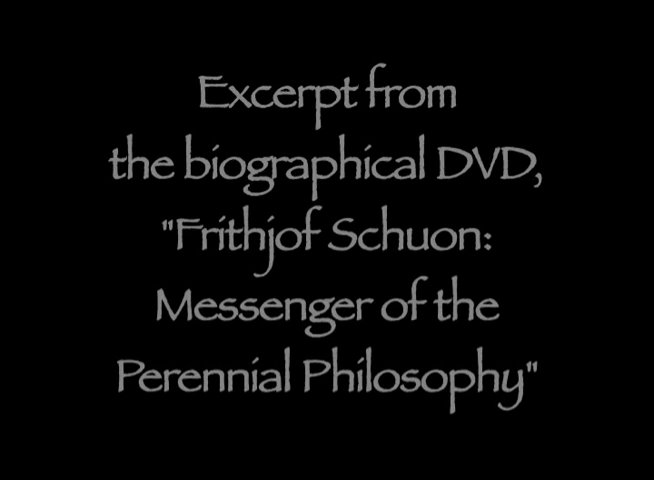 Excerpt from
the biographical DVD,
"Frithjof Schuon:
Messenger of the
Perennial Philosophy"